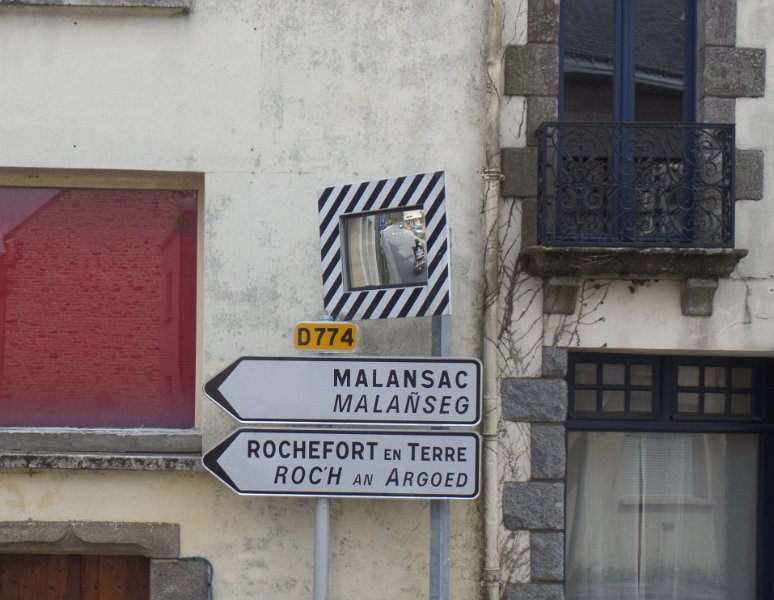 D774
MALANSAC
MALAÑSEG
ROCHEFORT EN TERRE
ROC'H AN ARGOED